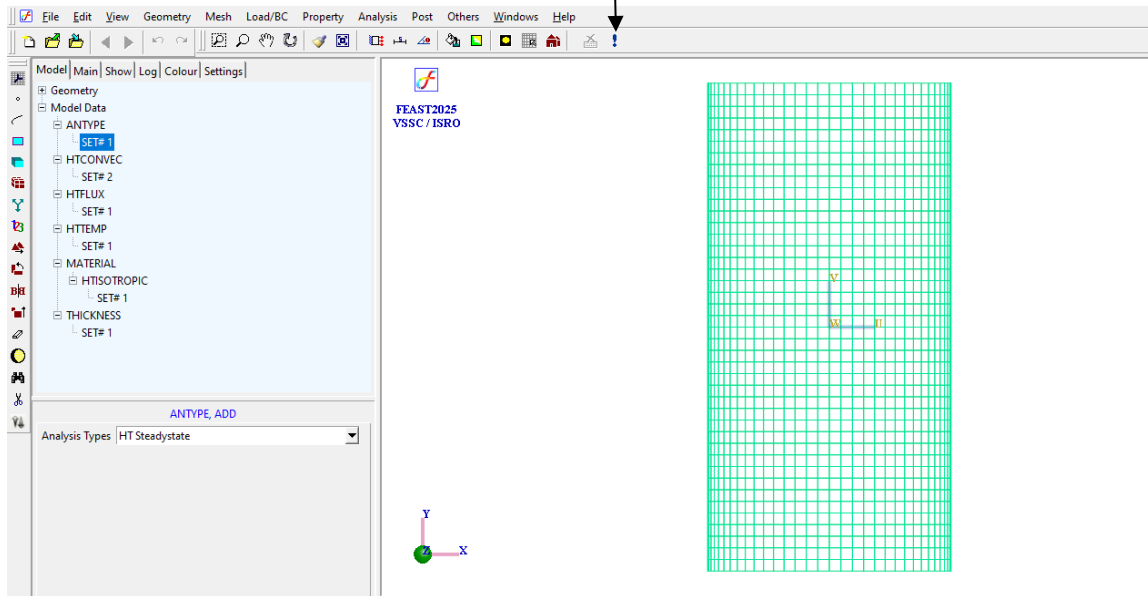 File Edit View Geometry Mesh Load/BC Property Analysis Post Others Windows Help
Model Main Show Log Colour Settings
Geometry
Model Data
ANTYPE
SET# 1
HTCONVEC
SET# 2
HTFLUX
SET# 1
HTTEMP
SET# 1
MATERIAL
HTISOTROPIC
SET# 1
THICKNESS
SET# 1
ANTYPE, ADD
Analysis Types HT Steadystate
FEAST2025
VSSC / ISRO
V
W U
Y
Z X